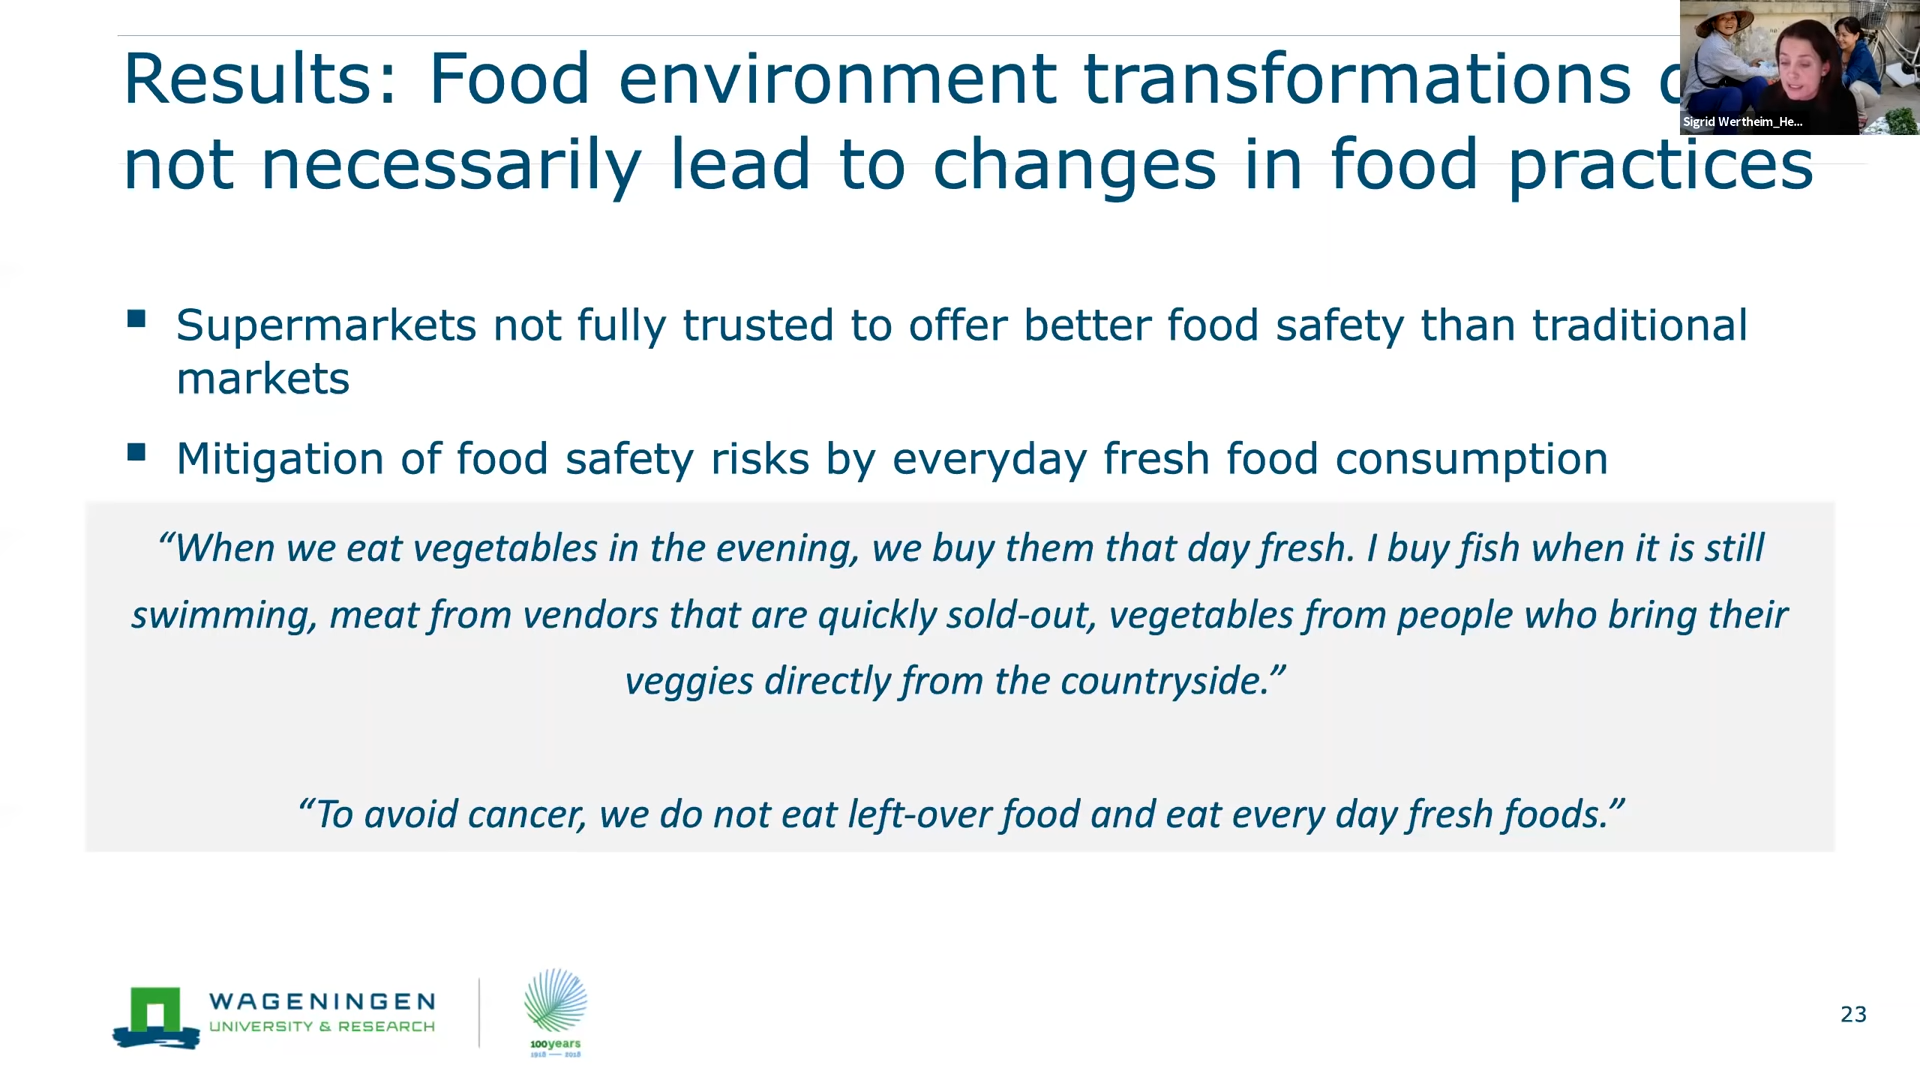 Results: Food environment transformations
not necessarily lead to changes in food practices
Sigrid Wertheim_He...
▪ Supermarkets not fully trusted to offer better food safety than traditional
markets
▪ Mitigation of food safety risks by everyday fresh food consumption
“When we eat vegetables in the evening, we buy them that day fresh. I buy fish when it is still
swimming, meat from vendors that are quickly sold-out, vegetables from people who bring their
veggies directly from the countryside.”
“To avoid cancer, we do not eat left-over food and eat every day fresh foods.”
WAGENINGEN
UNIVERSITY & RESEARCH
100years
1918 — 2018
23